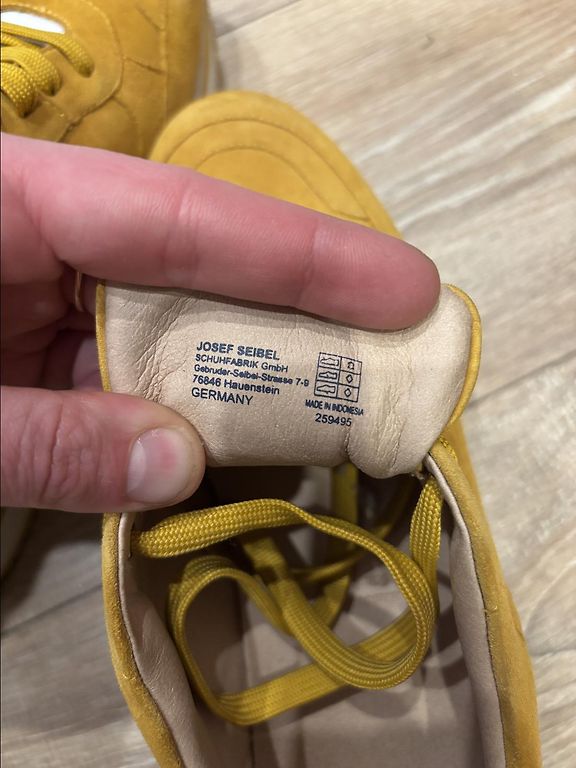 JOSEF SEIBEL
SCHUHFABRIK GmbH
Gebruder-Seibel-Strasse 7-9
76846 Hauenstein
GERMANY
MADE IN INDONESIA
259495